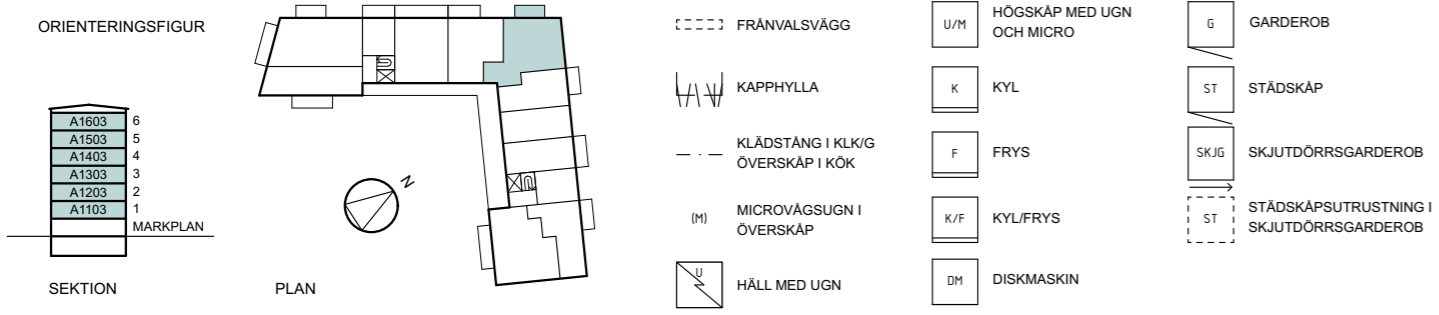 ORIENTERINGSFIGUR
A1603 6
A1503 5
A1403 4
A1303 3
A1203 2
A1103 1
MARKPLAN
SEKTION
PLAN
N
FRÅNVALSVÄGG
KAPPHYLLA
KLÄDSTÅNG I KLK/G
ÖVERSKÅP I KÖK
(M) MICROVÅGSUGN I
ÖVERSKÅP
U HÄLL MED UGN
U/M HÖGSKÅP MED UGN
OCH MICRO
K KYL
F FRYS
K/F KYL/FRYS
DM DISKMASKIN
G GARDEROB
ST STÄDSKÅP
SKJG SKJUTDÖRRSGARDEROB
ST STÄDSKÅPSUTRUSTNING I
SKJUTDÖRRSGARDEROB